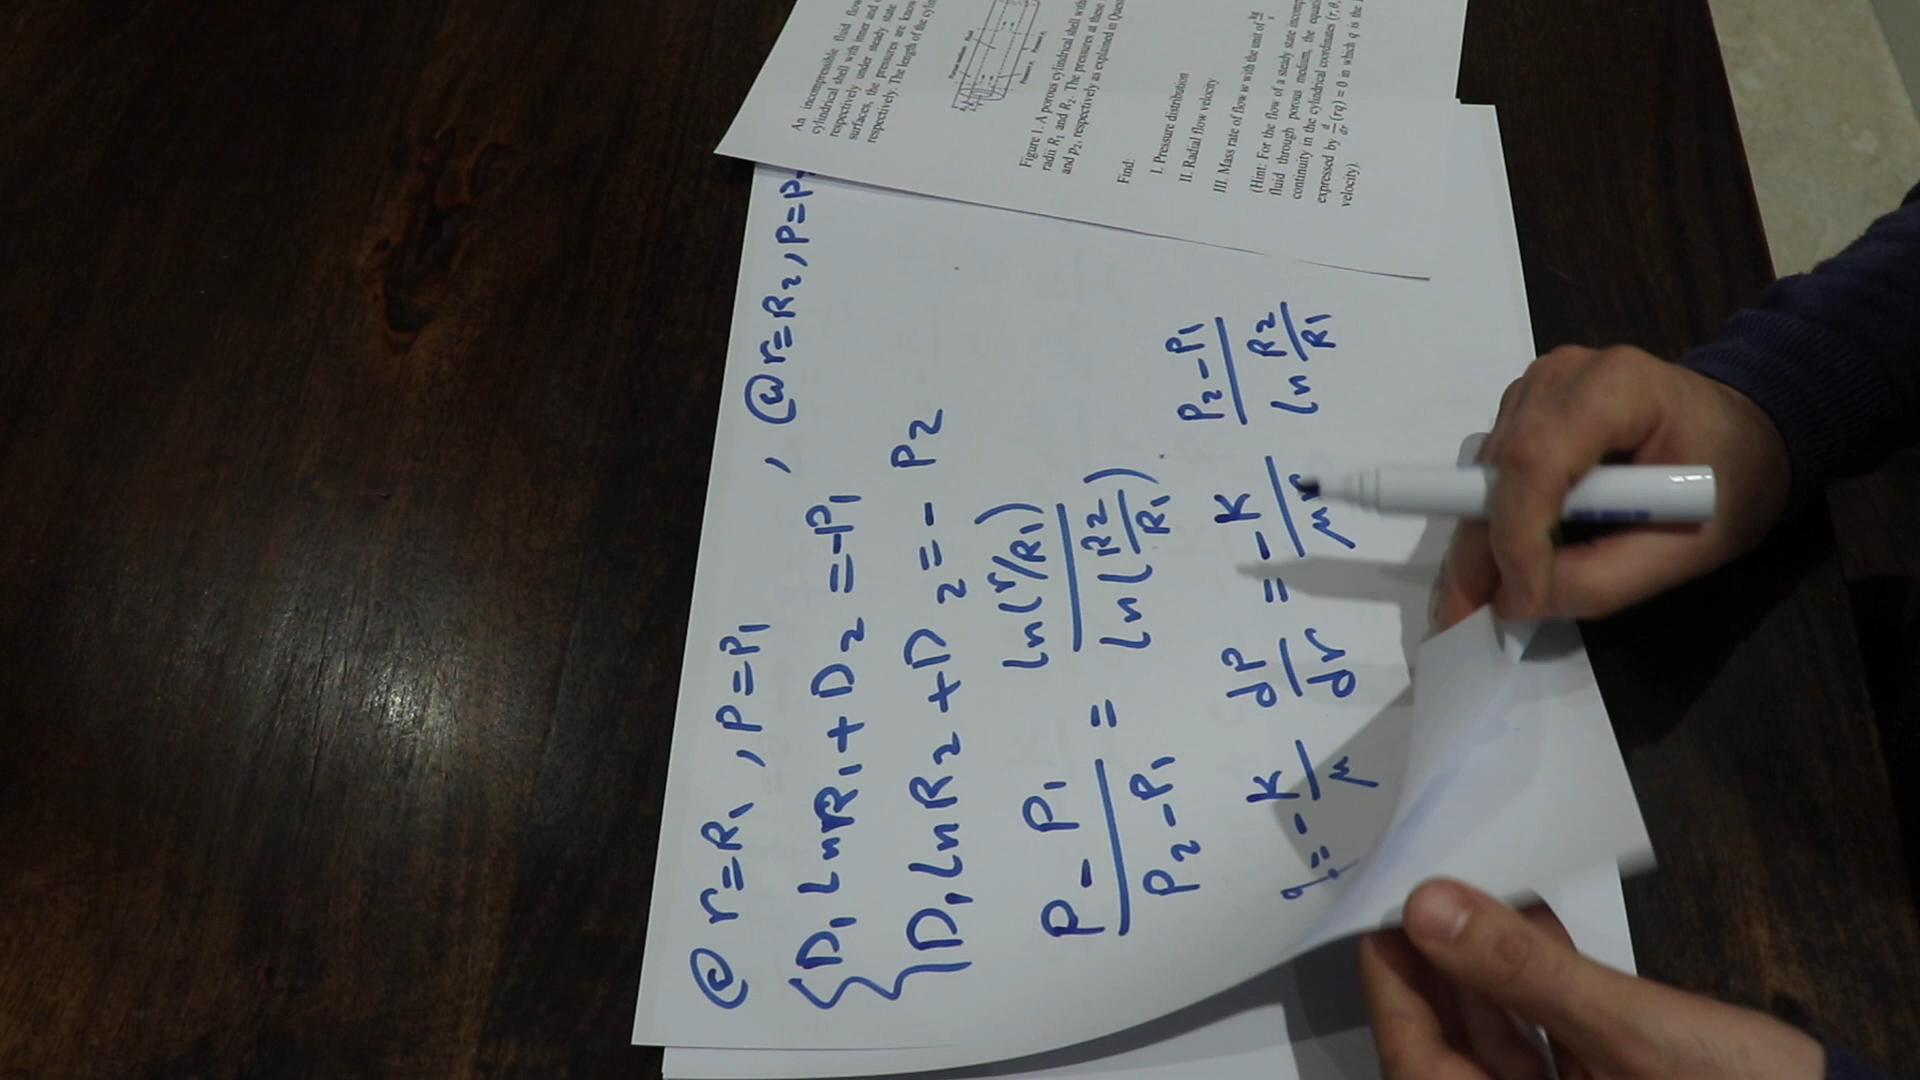 An incompressible fluid flow
cylindrical shell with inner and
respectively under steady state
surfaces, the pressures are know
respectively. The length of the cylin
Figure 1. A porous cylindrical shell with
radii R₁ and R₂. The pressures at these
and p₂, respectively as explained in Ques
Find:
I. Pressure distribution
II. Radial flow velocity
III. Mass rate of flow w with the unit of kg/s
(Hint: For the flow of a steady state incomp
fluid through porous medium, the equa
continuity in the cylindrical coordinates (r, θ,
expressed by d/dr (rq) = 0 in which q is the
velocity).
@ r=R₁, P=P₁ , @r=R₂, P=P
{D₁ Ln R₁ + D₂ = -P₁
{D₁ Ln R₂ + D₂ = - P₂
(P - P₁)/(P₂ - P₁) = ln(r/R₁)/ln(R₂/R₁)
q = -K/μ dP/dr = -K/μr (P₂-P₁)/(ln R₂/R₁)